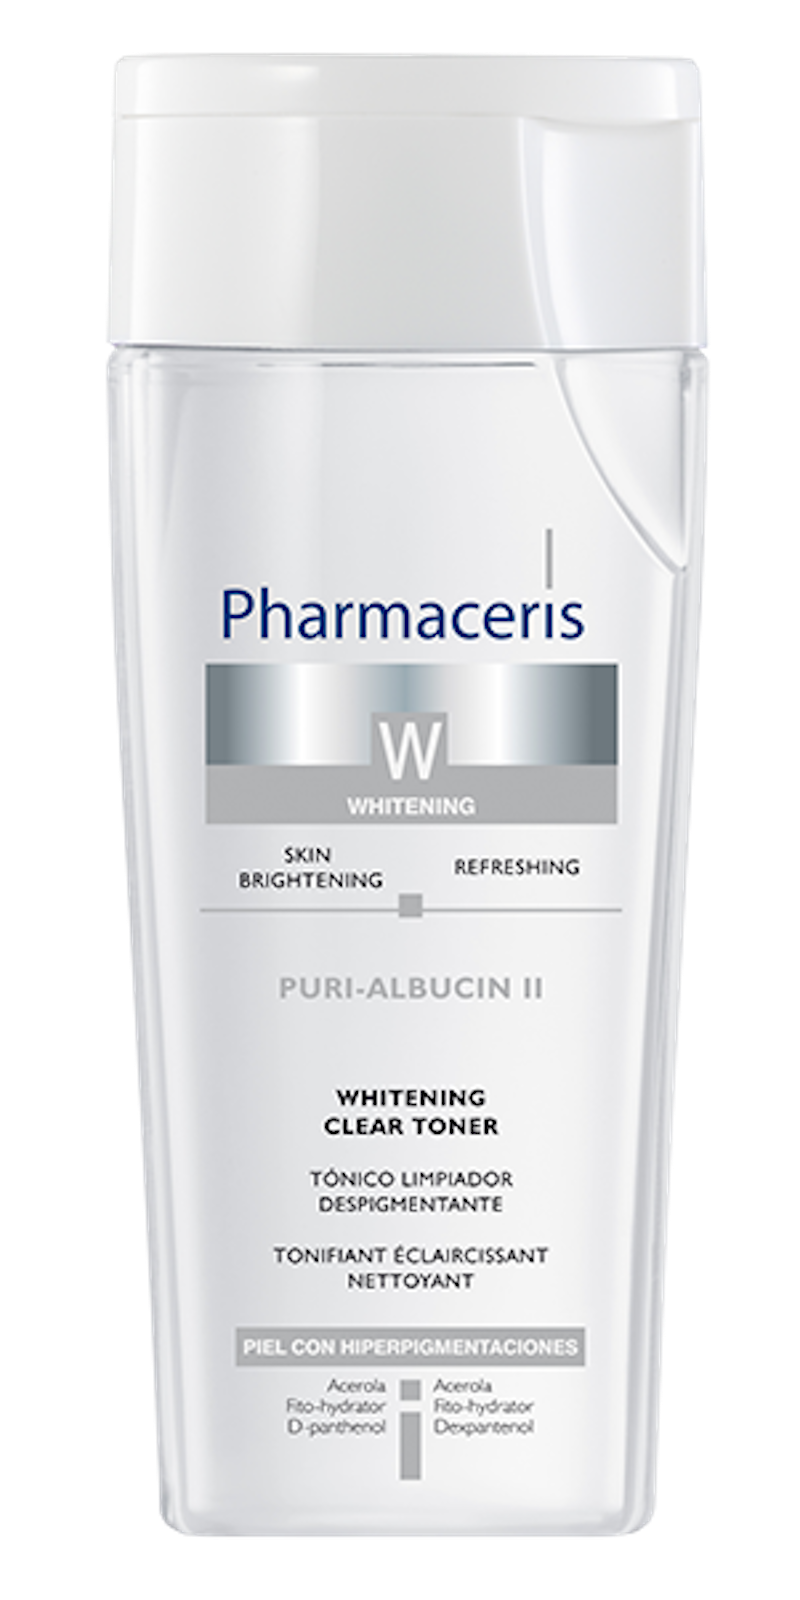 Pharmaceris
W
WHITENING
SKIN
BRIGHTENING
REFRESHING
PURI-ALBUCIN II
WHITENING
CLEAR TONER
TÓNICO LIMPIADOR
DESPIGMENTANTE
TONIFIANT ÉCLAIRCISSANT
NETTOYANT
PIEL CON HIPERPIGMENTACIONES
Acerola
Fito-hydrator
D-panthenol
Acerola
Fito-hydrator
Dexpantenol